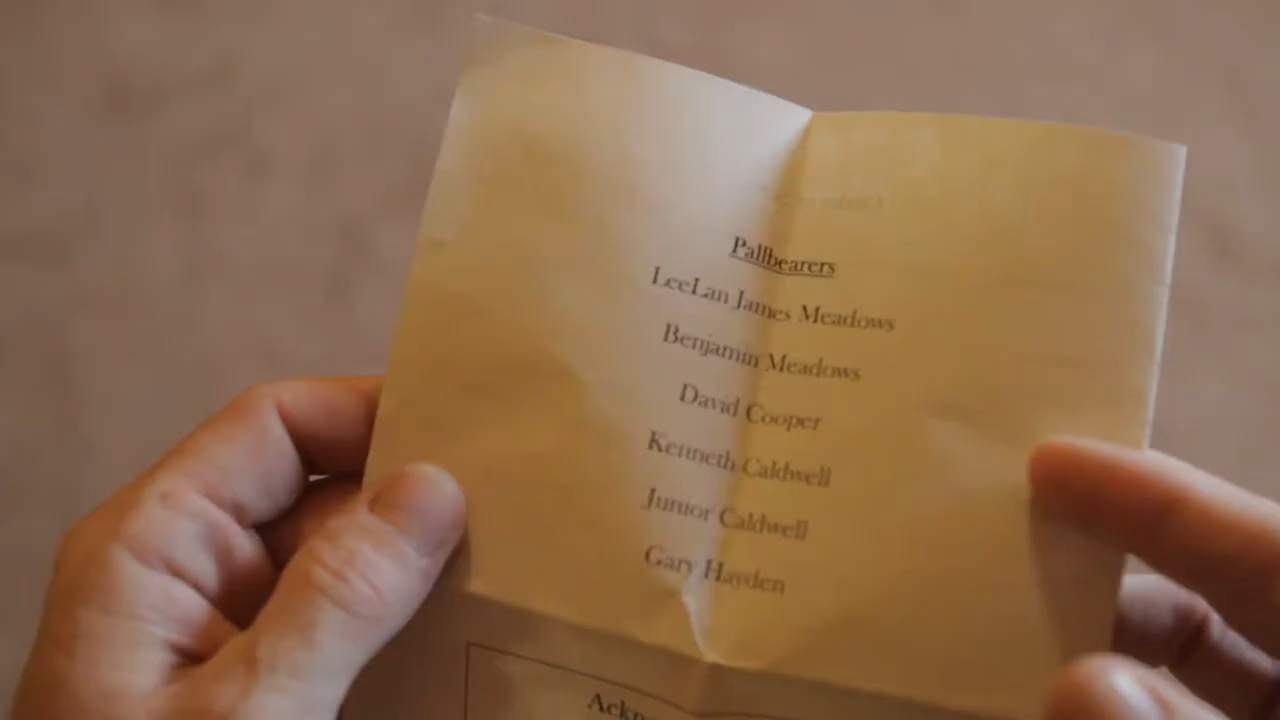 Pallbearers
LeeLan James Meadows
Benjamin Meadows
David Cooper
Kenneth Caldwell
Junior Caldwell
Gary Hayden